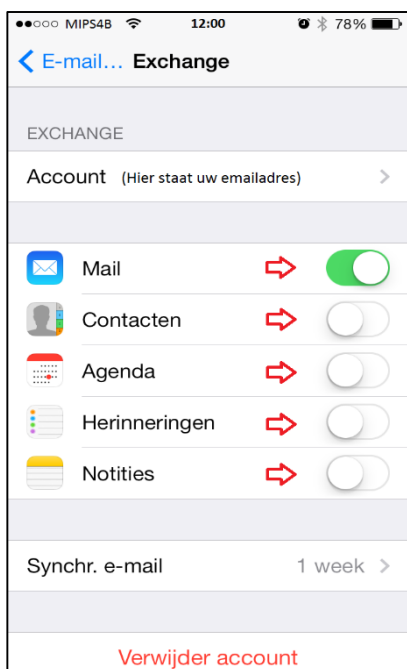 MIPS4B 12:00 78%
E-mail... Exchange
EXCHANGE
Account (Hier staat uw emailadres)
Mail
Contacten
Agenda
Herinneringen
Notities
Synchr. e-mail 1 week
Verwijder account